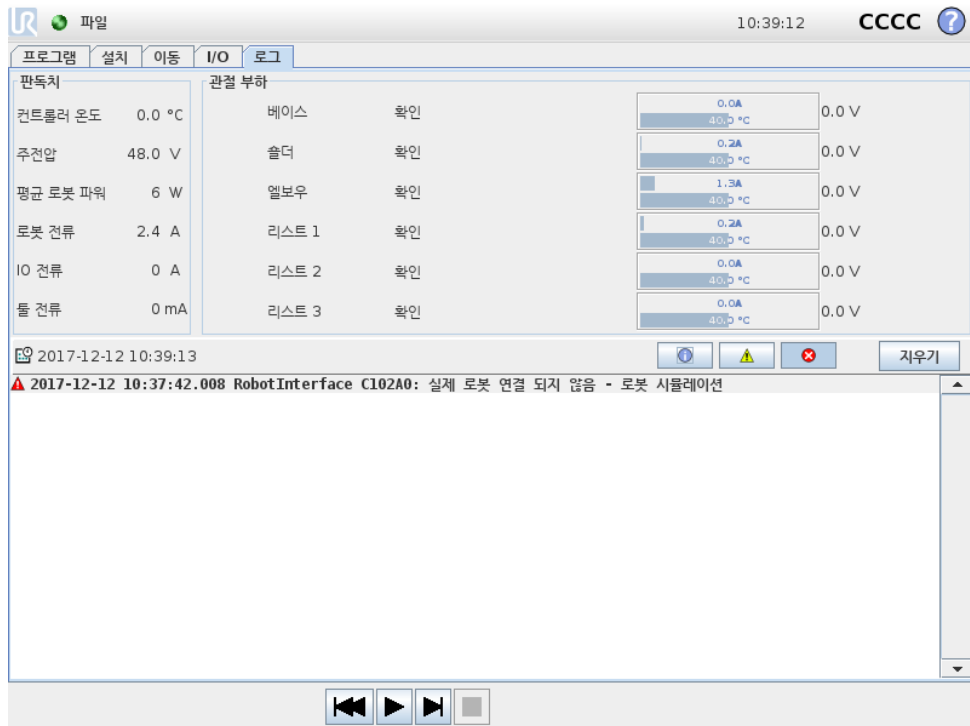 UR 파일 10:39:12 CCCC ?
프로그램 설치 이동 I/O 로그
판독치 관절 부하
컨트롤러 온도 0.0 °C
주전압 48.0 V
평균 로봇 파워 6 W
로봇 전류 2.4 A
IO 전류 0 A
툴 전류 0 mA
베이스 확인 0.0A 40.0 °C 0.0 V
숄더 확인 0.2A 40.0 °C 0.0 V
엘보우 확인 1.3A 40.0 °C 0.0 V
리스트 1 확인 0.2A 40.0 °C 0.0 V
리스트 2 확인 0.0A 40.0 °C 0.0 V
리스트 3 확인 0.0A 40.0 °C 0.0 V
2017-12-12 10:39:13 지우기
2017-12-12 10:37:42.008 RobotInterface C102A0: 실제 로봇 연결 되지 않음 - 로봇 시뮬레이션